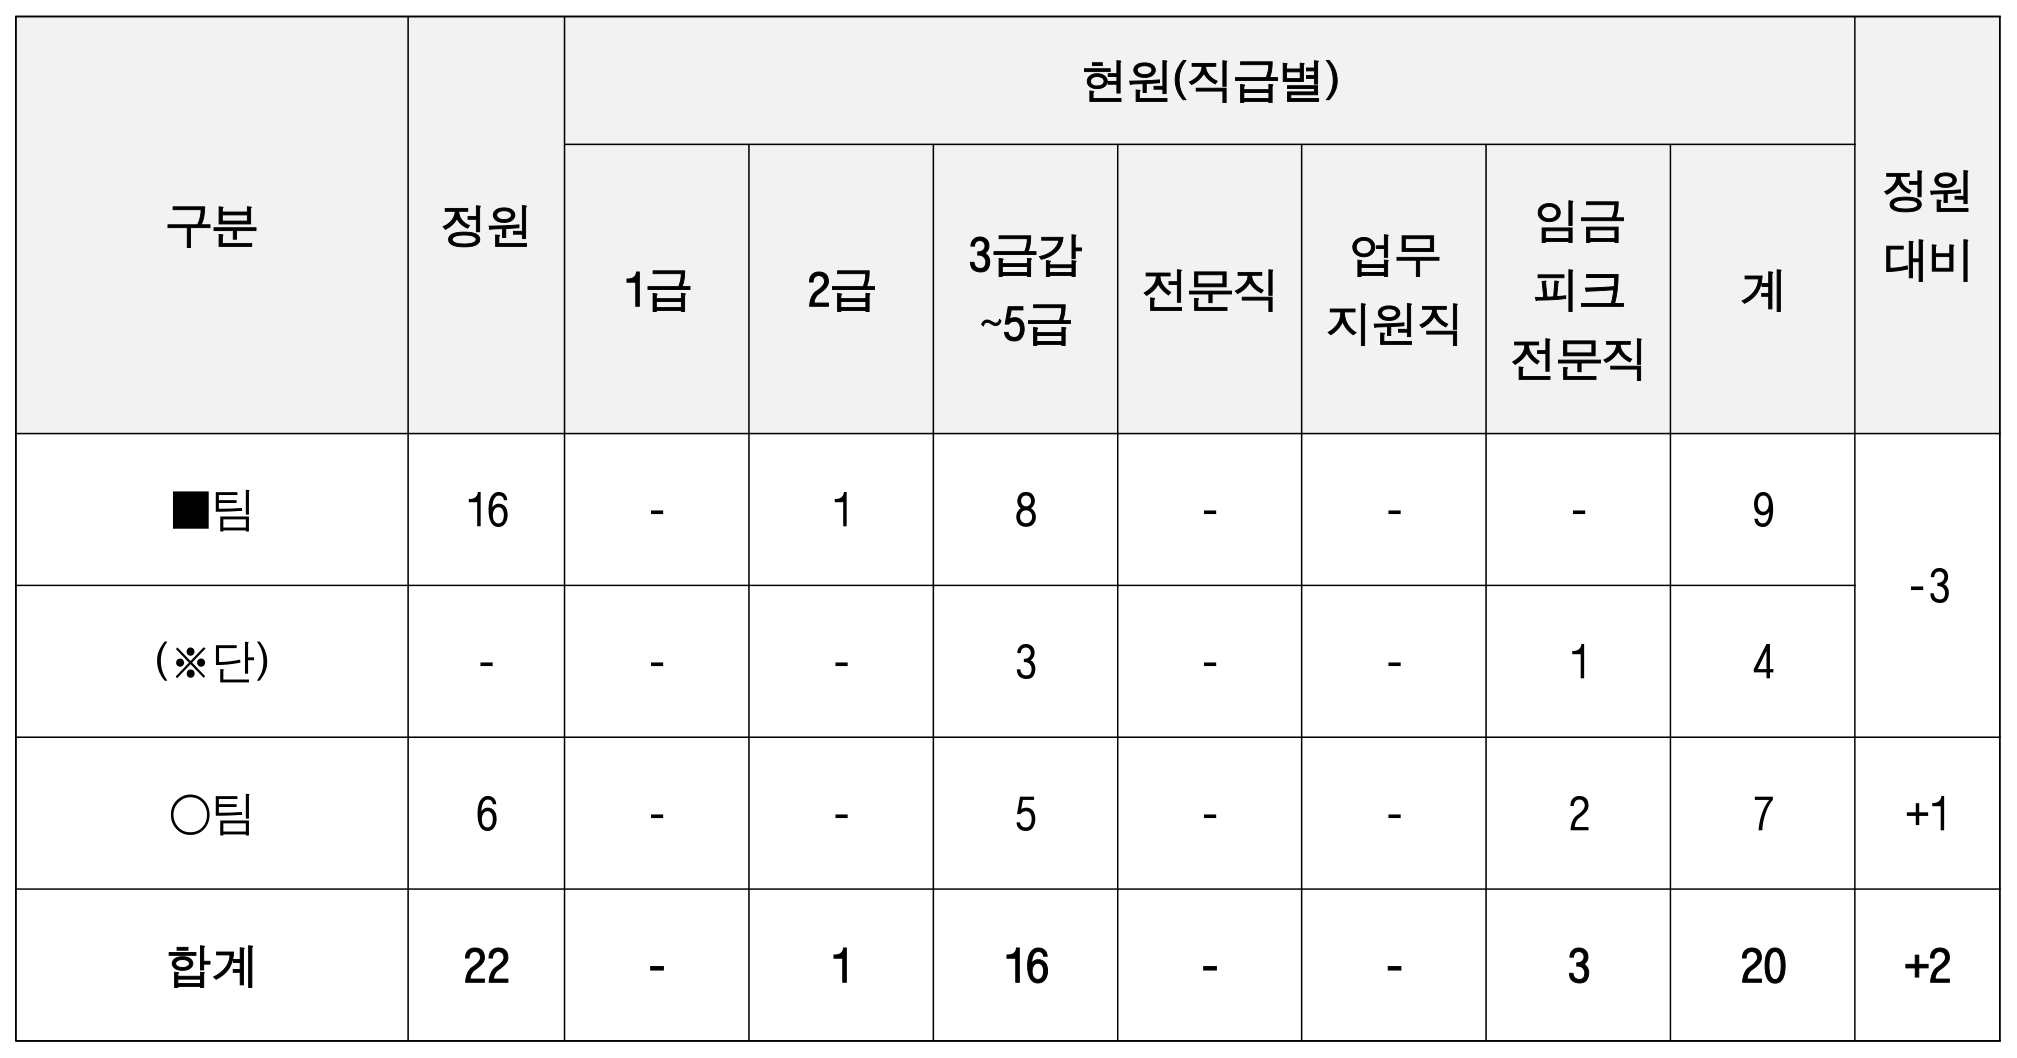 구분 정원 현원(직급별) 정원
대비
1급 2급 3급갑
~5급 전문직 업무
지원직 임금
피크
전문직 계
■팀 16 - 1 8 - - - 9 -3
(※단) - - - 3 - - 1 4
○팀 6 - - 5 - - 2 7 +1
합계 22 - 1 16 - - 3 20 +2